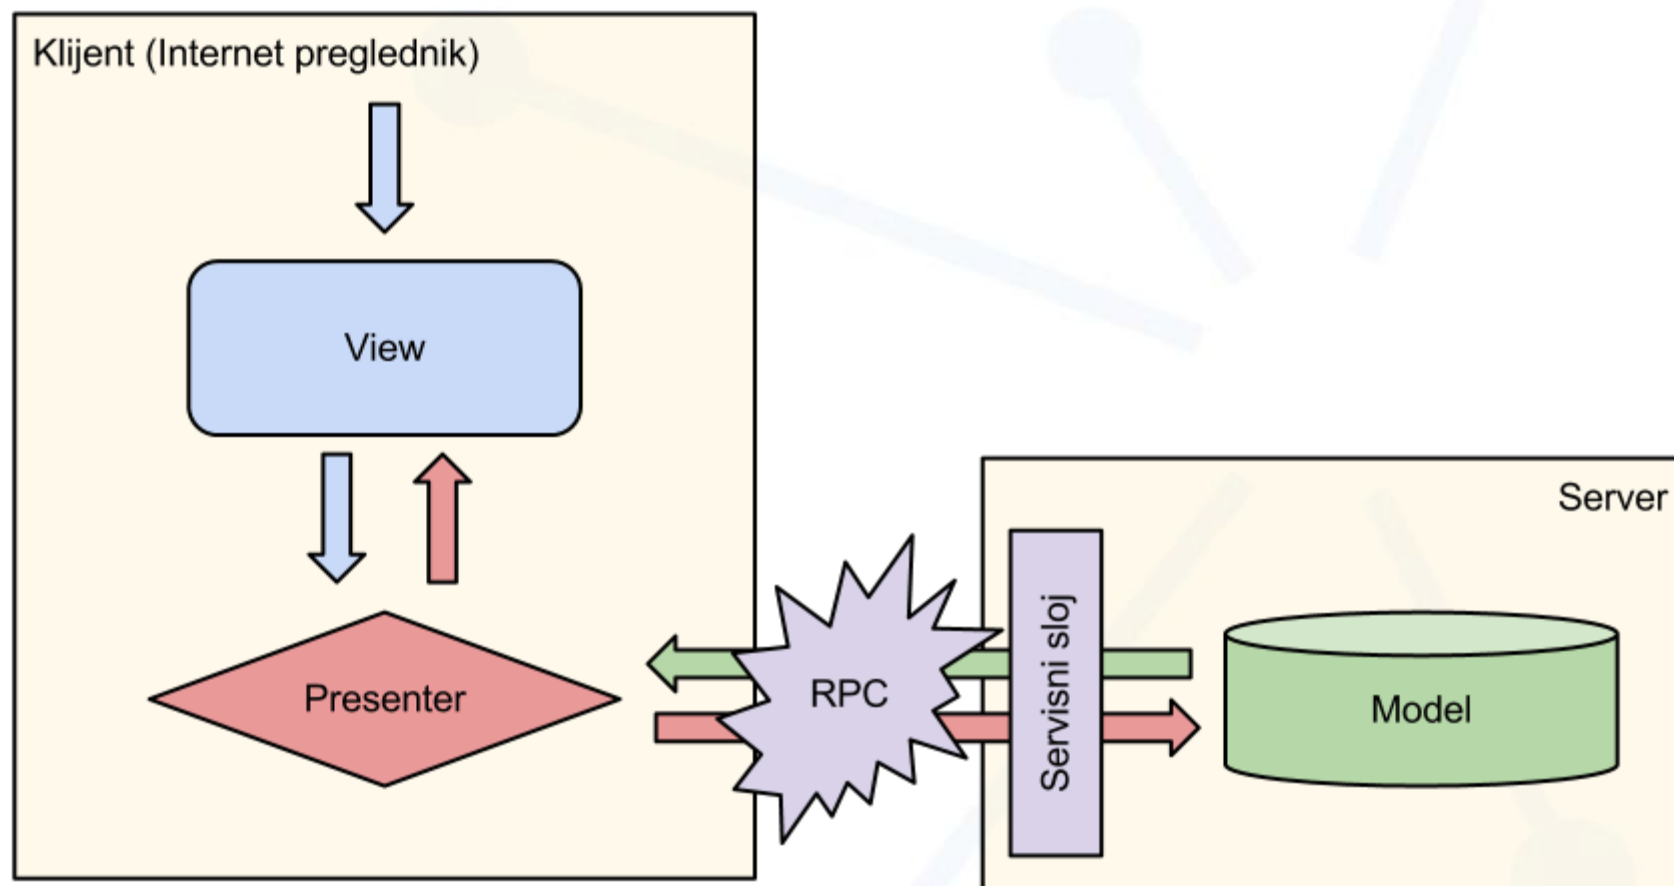 Klijent (Internet preglednik)
View
Presenter
RPC
Server
Servisni sloj
Model